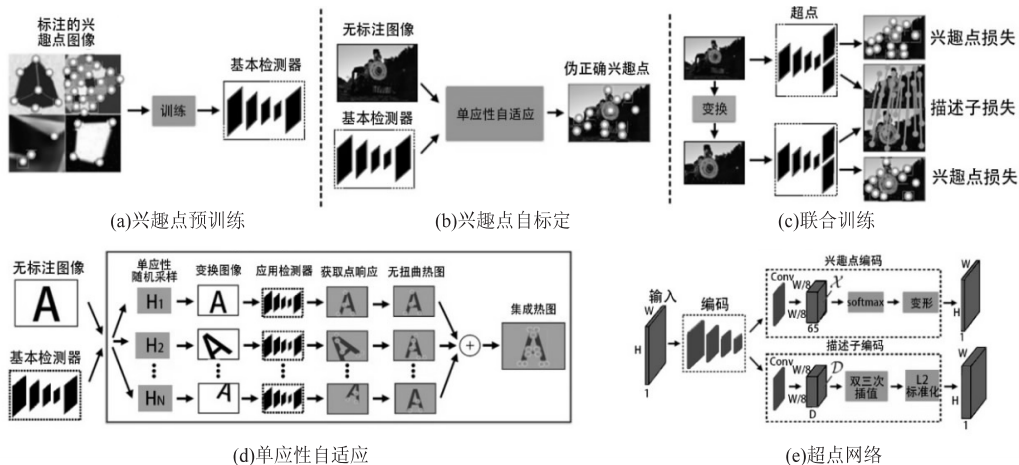 标注的兴
趣点图像
训练
基本检测器
(a)兴趣点预训练
无标注图像
基本检测器
单应性自适应
伪正确兴趣点
(b)兴趣点自标定
变换
超点
兴趣点损失
描述子损失
兴趣点损失
(c)联合训练
无标注图像
A
基本检测器
单应性
随机采样
变换图像
应用检测器
获取点响应
无扭曲热图
H1
A
A
A
H2
A
A
A
HN
A
A
A
+
集成热图
A
(d)单应性自适应
输入
W
H
1
编码
兴趣点编码
Conv
W/8
W/8
X
65
softmax
变形
W
H
1
描述子编码
Conv
W/8
W/8
D
D
双三次
插值
L2
标准化
W
H
1
(e)超点网络